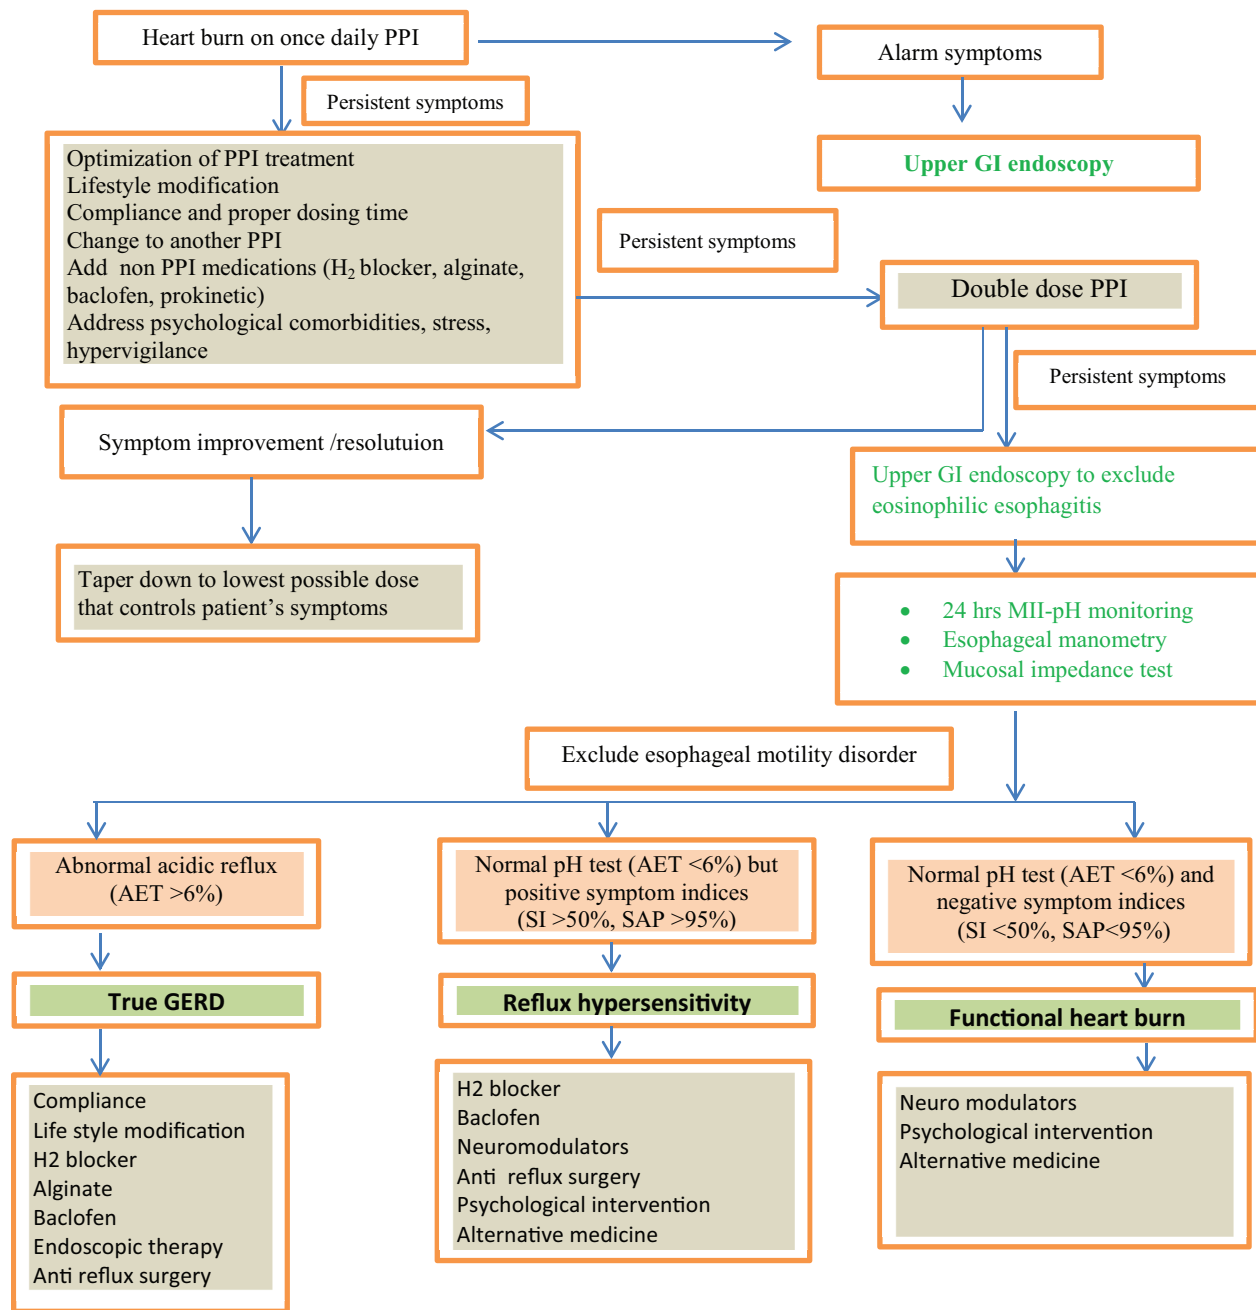 Heart burn on once daily PPI
Alarm symptoms
Persistent symptoms
Upper GI endoscopy
Optimization of PPI treatment
Lifestyle modification
Compliance and proper dosing time
Change to another PPI
Add  non PPI medications (H₂ blocker, alginate,
baclofen, prokinetic)
Address psychological comorbidities, stress,
hypervigilance
Persistent symptoms
Double dose PPI
Persistent symptoms
Symptom improvement /resolutuion
Upper GI endoscopy to exclude
eosinophilic esophagitis
Taper down to lowest possible dose
that controls patient’s symptoms
• 24 hrs MII-pH monitoring
• Esophageal manometry
• Mucosal impedance test
Exclude esophageal motility disorder
Abnormal acidic reflux
(AET >6%)
Normal pH test (AET <6%) but
positive symptom indices
(SI >50%, SAP >95%)
Normal pH test (AET <6%) and
negative symptom indices
(SI <50%, SAP<95%)
True GERD
Reflux hypersensitivity
Functional heart burn
Compliance
Life style modification
H2 blocker
Alginate
Baclofen
Endoscopic therapy
Anti reflux surgery
H2 blocker
Baclofen
Neuromodulators
Anti  reflux surgery
Psychological intervention
Alternative medicine
Neuro modulators
Psychological intervention
Alternative medicine